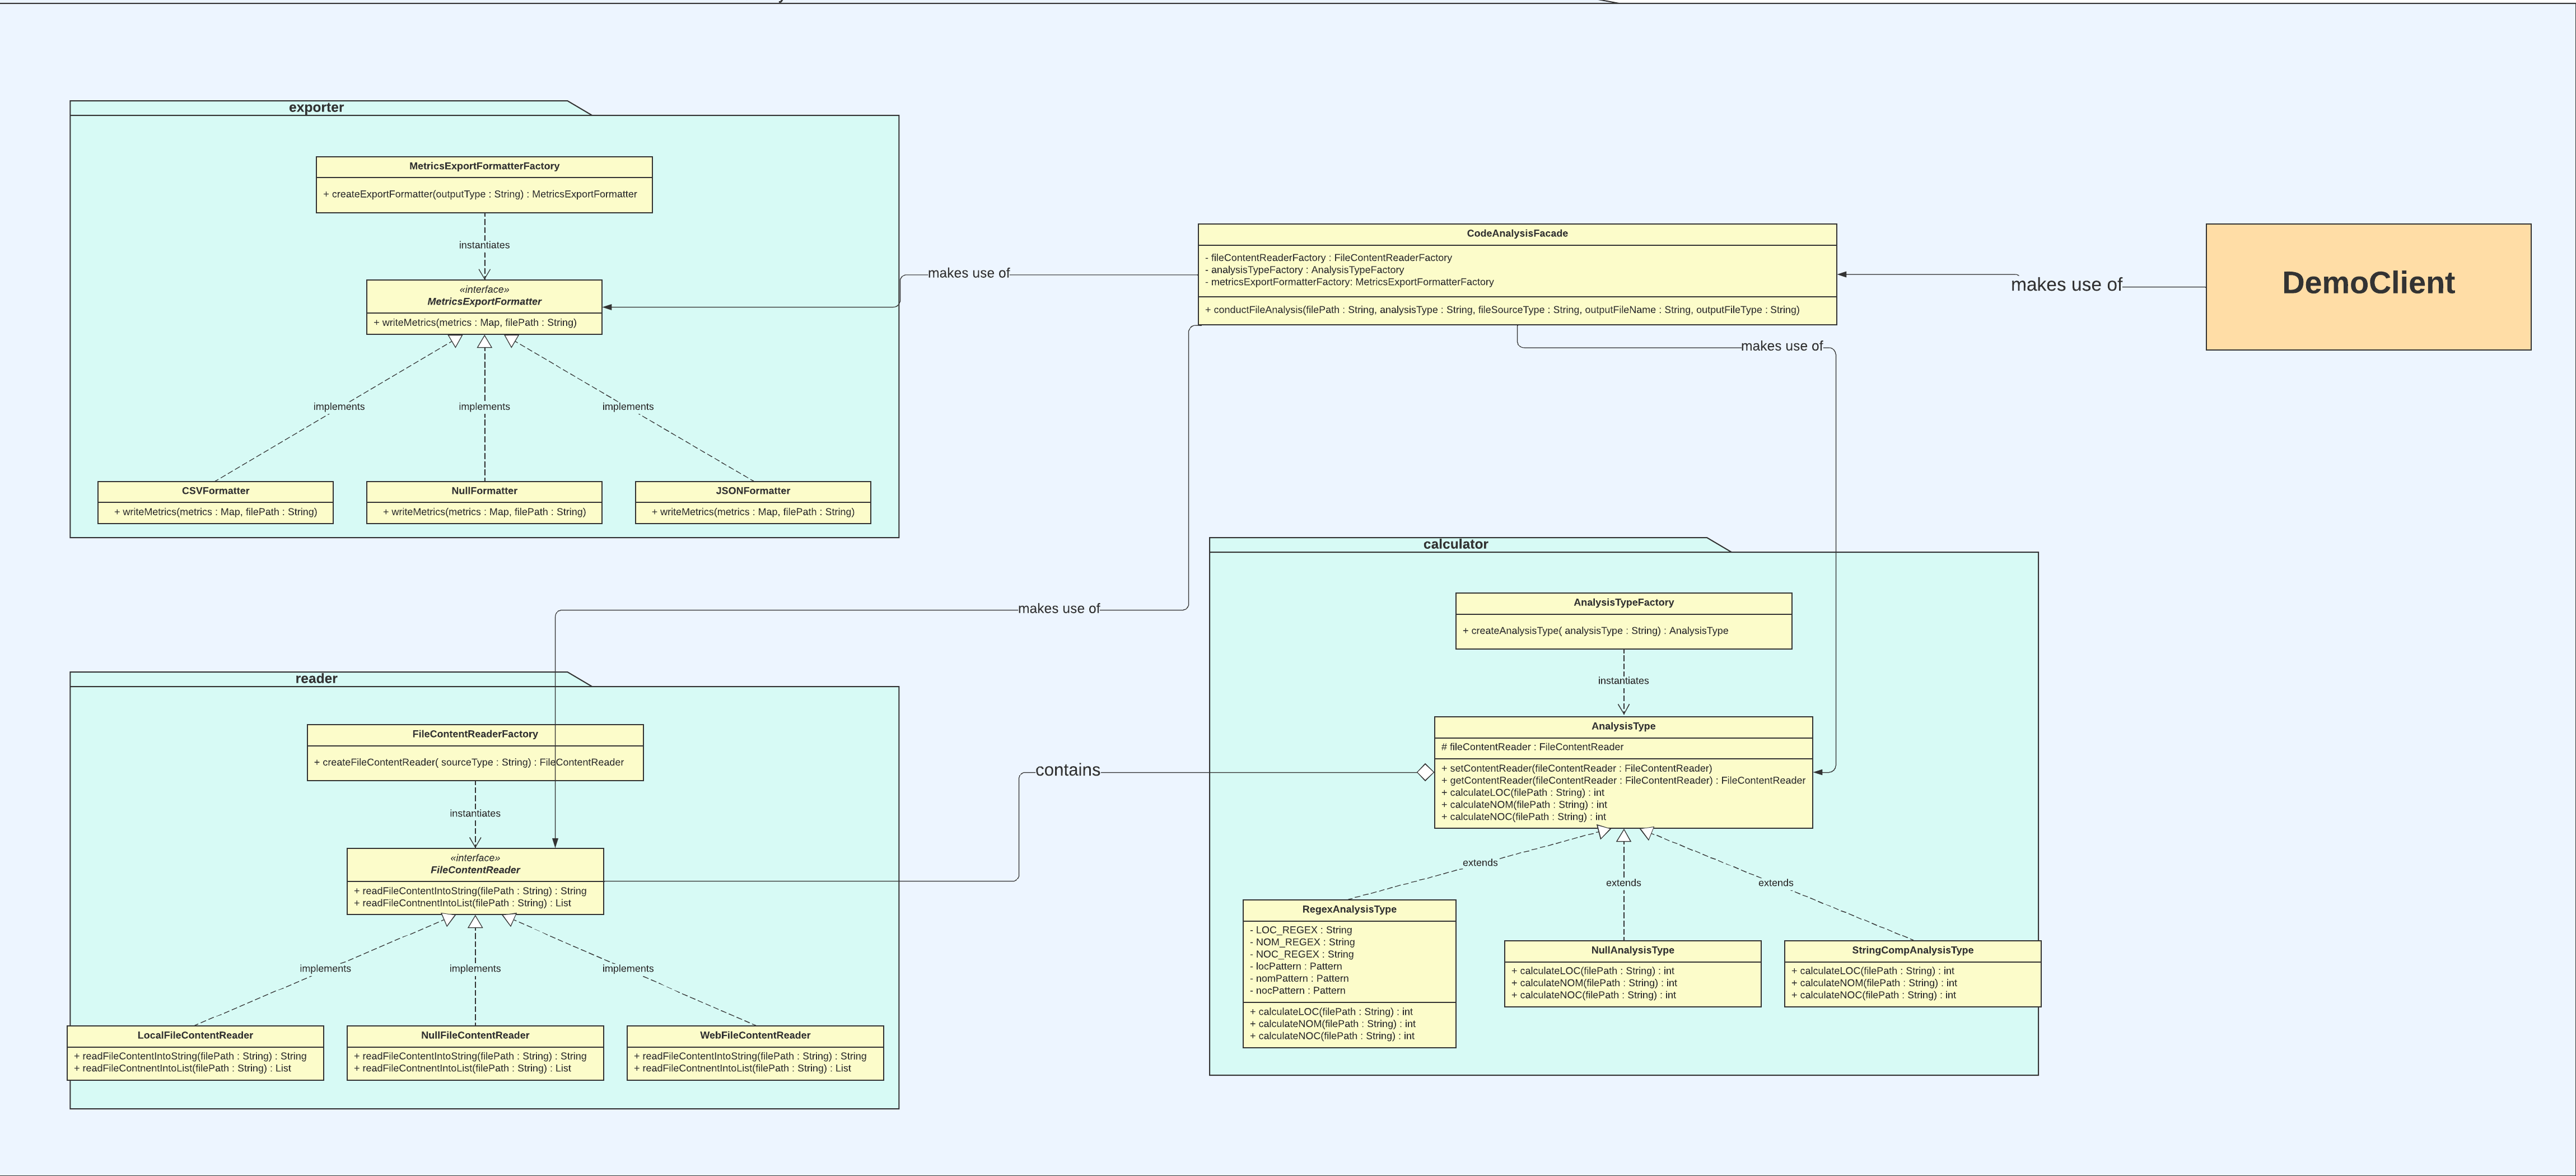 exporter
MetricsExportFormatterFactory
+ createExportFormatter(outputType : String) : MetricsExportFormatter
instantiates
«interface»
MetricsExportFormatter
+ writeMetrics(metrics : Map, filePath : String)
implements
implements
implements
CSVFormatter
+ writeMetrics(metrics : Map, filePath : String)
NullFormatter
+ writeMetrics(metrics : Map, filePath : String)
JSONFormatter
+ writeMetrics(metrics : Map, filePath : String)
makes use of
CodeAnalysisFacade
- fileContentReaderFactory : FileContentReaderFactory
- analysisTypeFactory : AnalysisTypeFactory
- metricsExportFormatterFactory: MetricsExportFormatterFactory
+ conductFileAnalysis(filePath : String, analysisType : String, fileSourceType : String, outputFileName : String, outputFileType : String)
makes use of
DemoClient
makes use of
makes use of
reader
FileContentReaderFactory
+ createFileContentReader( sourceType : String) : FileContentReader
instantiates
«interface»
FileContentReader
+ readFileContentIntoString(filePath : String) : String
+ readFileContnentIntoList(filePath : String) : List
implements
implements
implements
LocalFileContentReader
+ readFileContentIntoString(filePath : String) : String
+ readFileContnentIntoList(filePath : String) : List
NullFileContentReader
+ readFileContentIntoString(filePath : String) : String
+ readFileContnentIntoList(filePath : String) : List
WebFileContentReader
+ readFileContentIntoString(filePath : String) : String
+ readFileContnentIntoList(filePath : String) : List
contains
calculator
AnalysisTypeFactory
+ createAnalysisType( analysisType : String) : AnalysisType
instantiates
AnalysisType
# fileContentReader : FileContentReader
+ setContentReader(fileContentReader : FileContentReader)
+ getContentReader(fileContentReader : FileContentReader) : FileContentReader
+ calculateLOC(filePath : String) : int
+ calculateNOM(filePath : String) : int
+ calculateNOC(filePath : String) : int
extends
extends
extends
RegexAnalysisType
- LOC_REGEX : String
- NOM_REGEX : String
- NOC_REGEX : String
- locPattern : Pattern
- nomPattern : Pattern
- nocPattern : Pattern
+ calculateLOC(filePath : String) : int
+ calculateNOM(filePath : String) : int
+ calculateNOC(filePath : String) : int
NullAnalysisType
+ calculateLOC(filePath : String) : int
+ calculateNOM(filePath : String) : int
+ calculateNOC(filePath : String) : int
StringCompAnalysisType
+ calculateLOC(filePath : String) : int
+ calculateNOM(filePath : String) : int
+ calculateNOC(filePath : String) : int